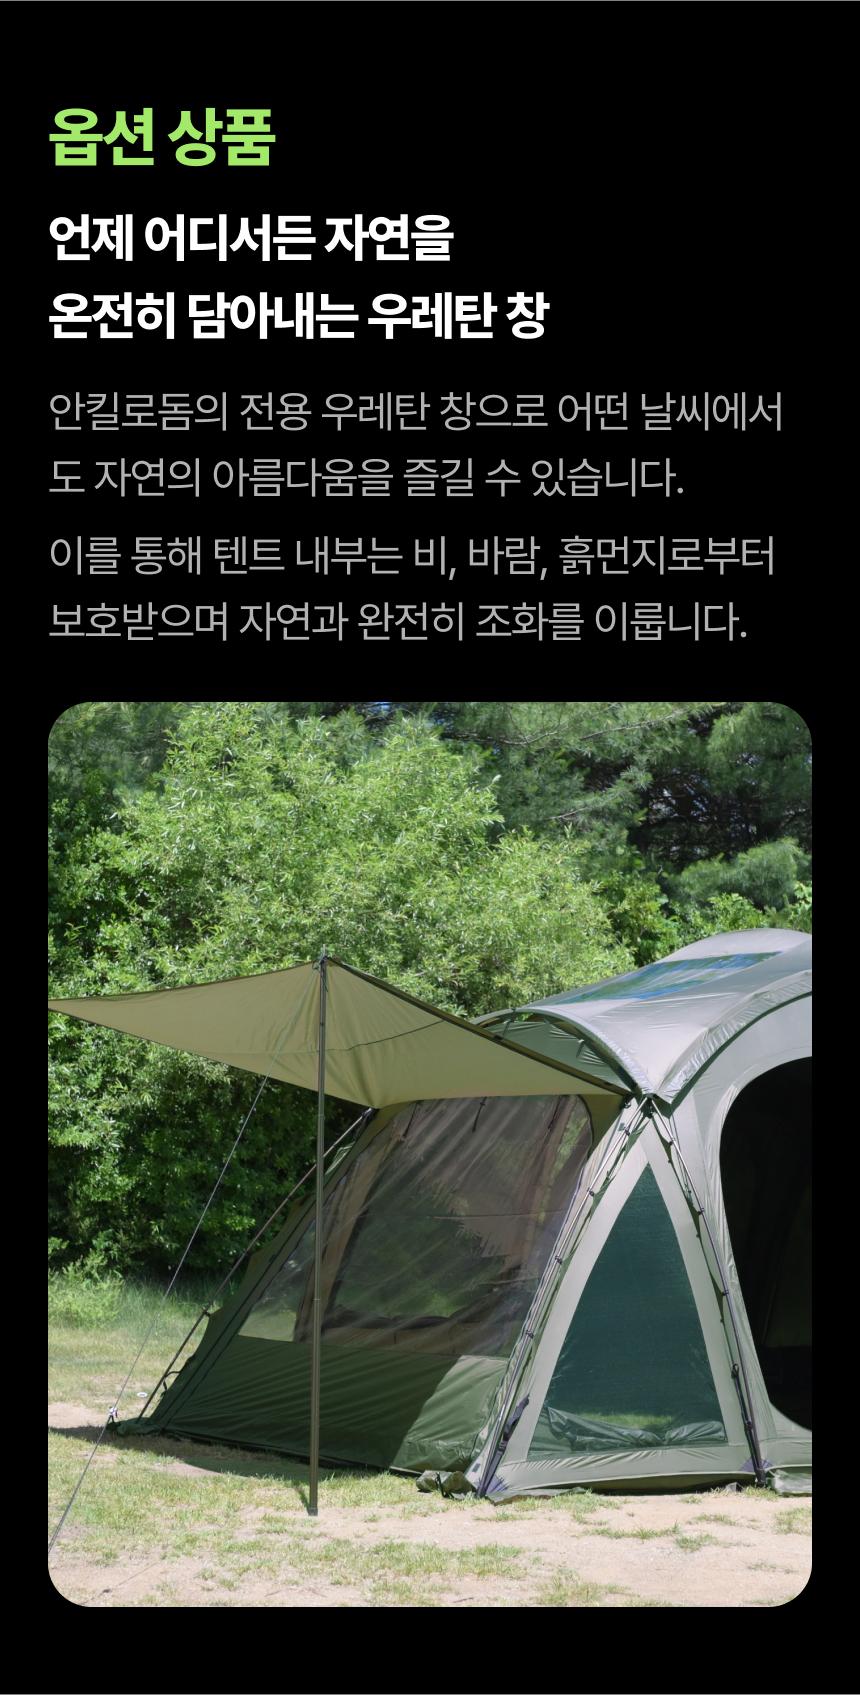 옵션 상품
언제 어디서든 자연을
온전히 담아내는 우레탄 창
안킬로돔의 전용 우레탄 창으로 어떤 날씨에서
도 자연의 아름다움을 즐길 수 있습니다.
이를 통해 텐트 내부는 비, 바람, 흙먼지로부터
보호받으며 자연과 완전히 조화를 이룹니다.